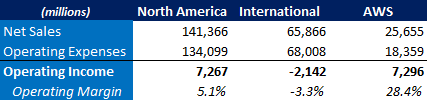 (millions) North America International AWS
Net Sales 141,366 65,866 25,655
Operating Expenses 134,099 68,008 18,359
Operating Income 7,267 -2,142 7,296
Operating Margin 5.1% -3.3% 28.4%